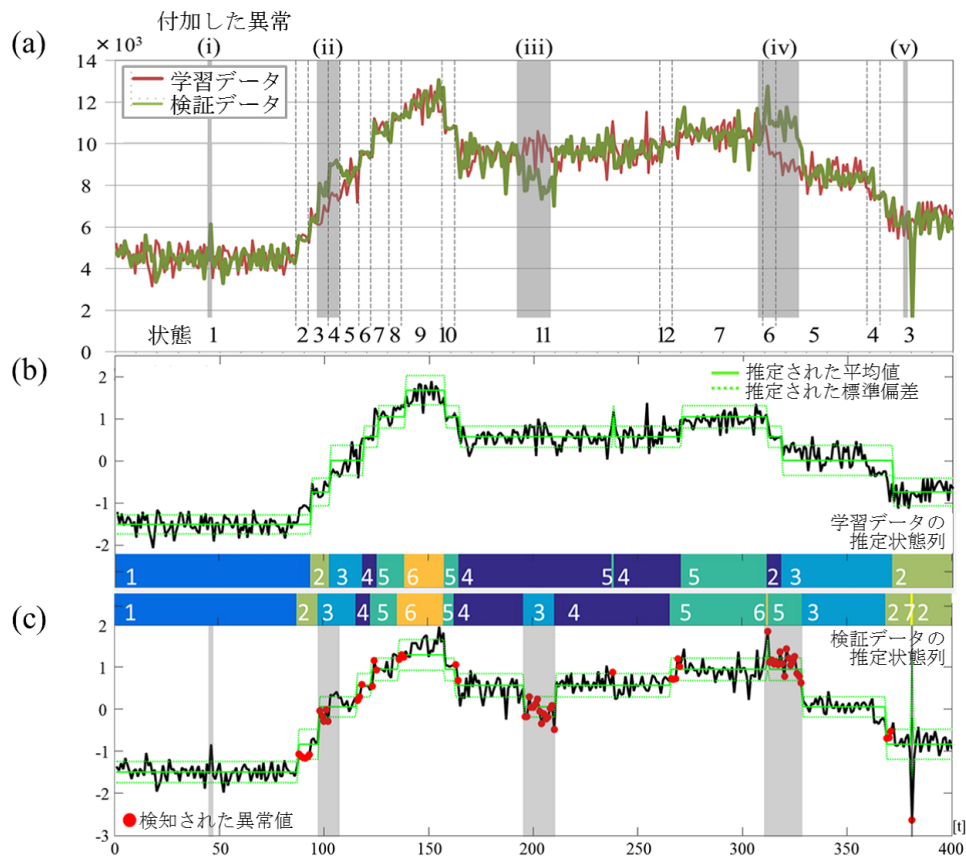 付加した異常
(a)
×10³
(i) (ii) (iii) (iv) (v)
14
12
10
8
6
4
2
0
学習データ
検証データ
状態 1 2 3 4 5 6 7 8 9 10 11 12 7 6 5 4 3
(b)
2
1
0
-1
-2
推定された平均値
推定された標準偏差
学習データの
推定状態列
1 2 3 4 5 6 5 4 5 4 5 2 3 2
(c)
1 2 3 4 5 6 5 4 3 4 5 6 5 3 2 7 2
2
1
0
-1
-2
-3
検証データの
推定状態列
検知された異常値
[t]
0 50 100 150 200 250 300 350 400